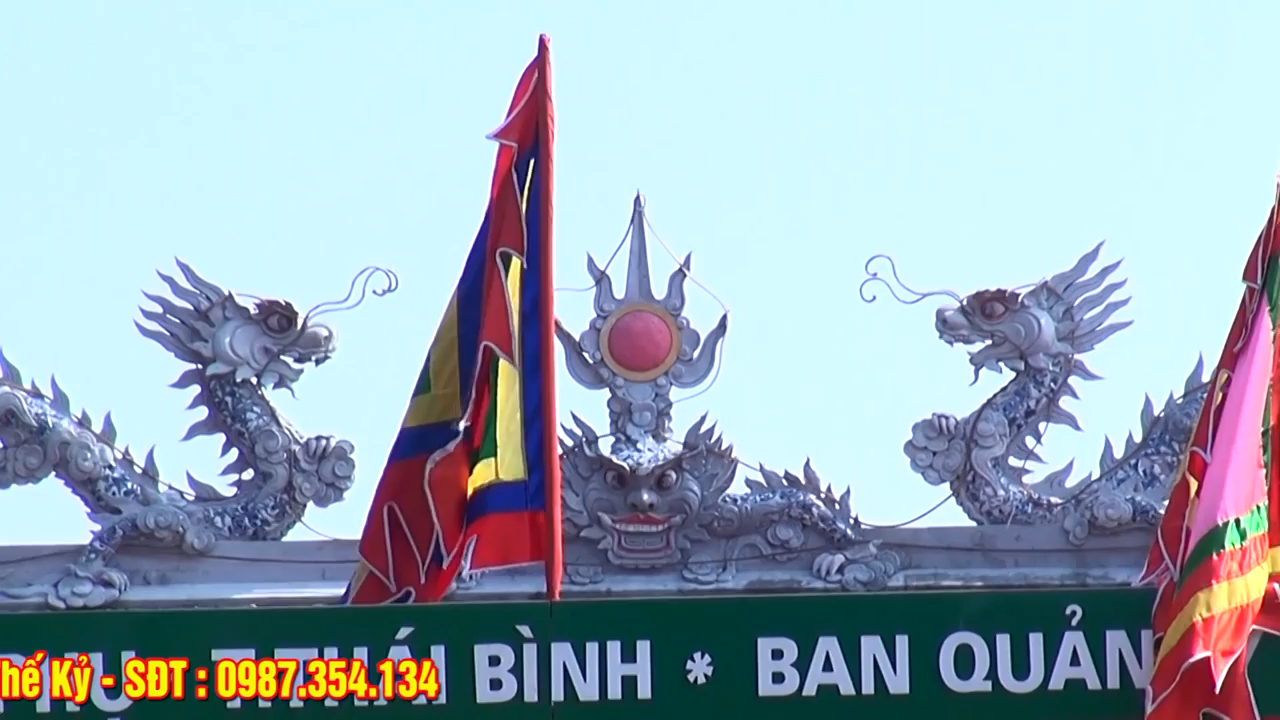 T.THÁI BÌNH * BAN QUẢN
hế Kỷ - SĐT : 0987.354.134